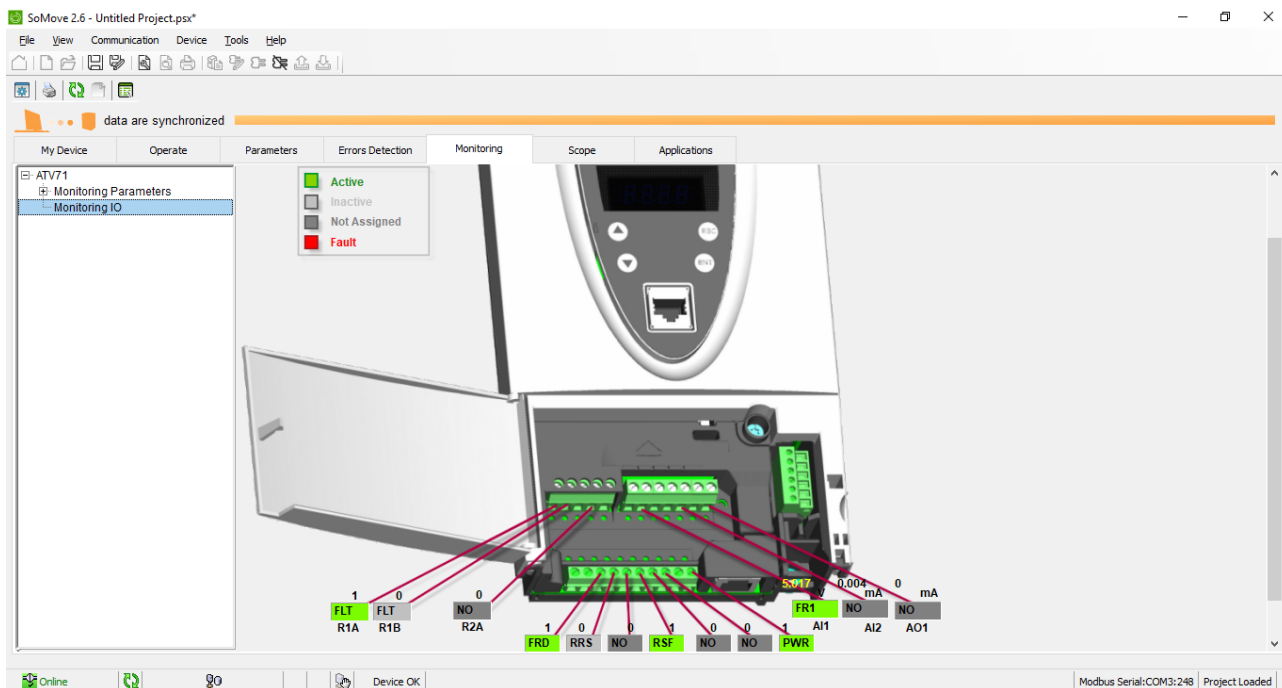 SoMove 2.6 - Untitled Project.psx*
File View Communication Device Tools Help
data are synchronized
My Device Operate Parameters Errors Detection Monitoring Scope Applications
ATV71
Monitoring Parameters
Monitoring IO
Active
Inactive
Not Assigned
Fault
ESC
ENT
1 0 0 5.017 V 0.004 mA 0 mA
FLT FLT NO FR1 NO NO
R1A R1B R2A AI1 AI2 AO1
1 0 0 1 0 0 1
FRD RRS NO RSF NO NO PWR
Online Device OK Modbus Serial:COM3:248 Project Loaded